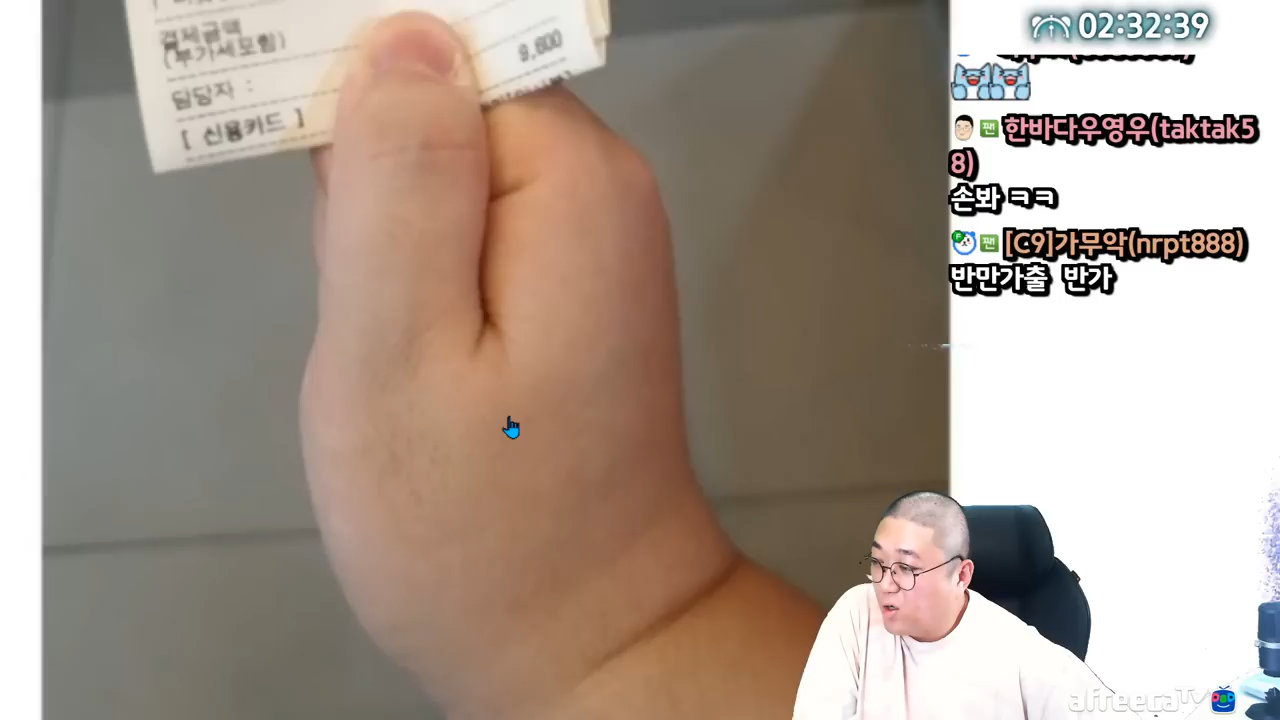 결제금액
(부가세포함)
9,800
담당자 :
[ 신용카드 ]
02:32:39
한바다우영우(taktak5
8)
손봐 ㅋㅋ
[C9]가무악(nrpt888)
반만가출 반가
afreecaTV